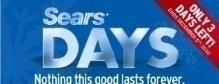 Sears
DAYS
Nothing this good lasts forever.
ONLY 3
DAYS LEFT